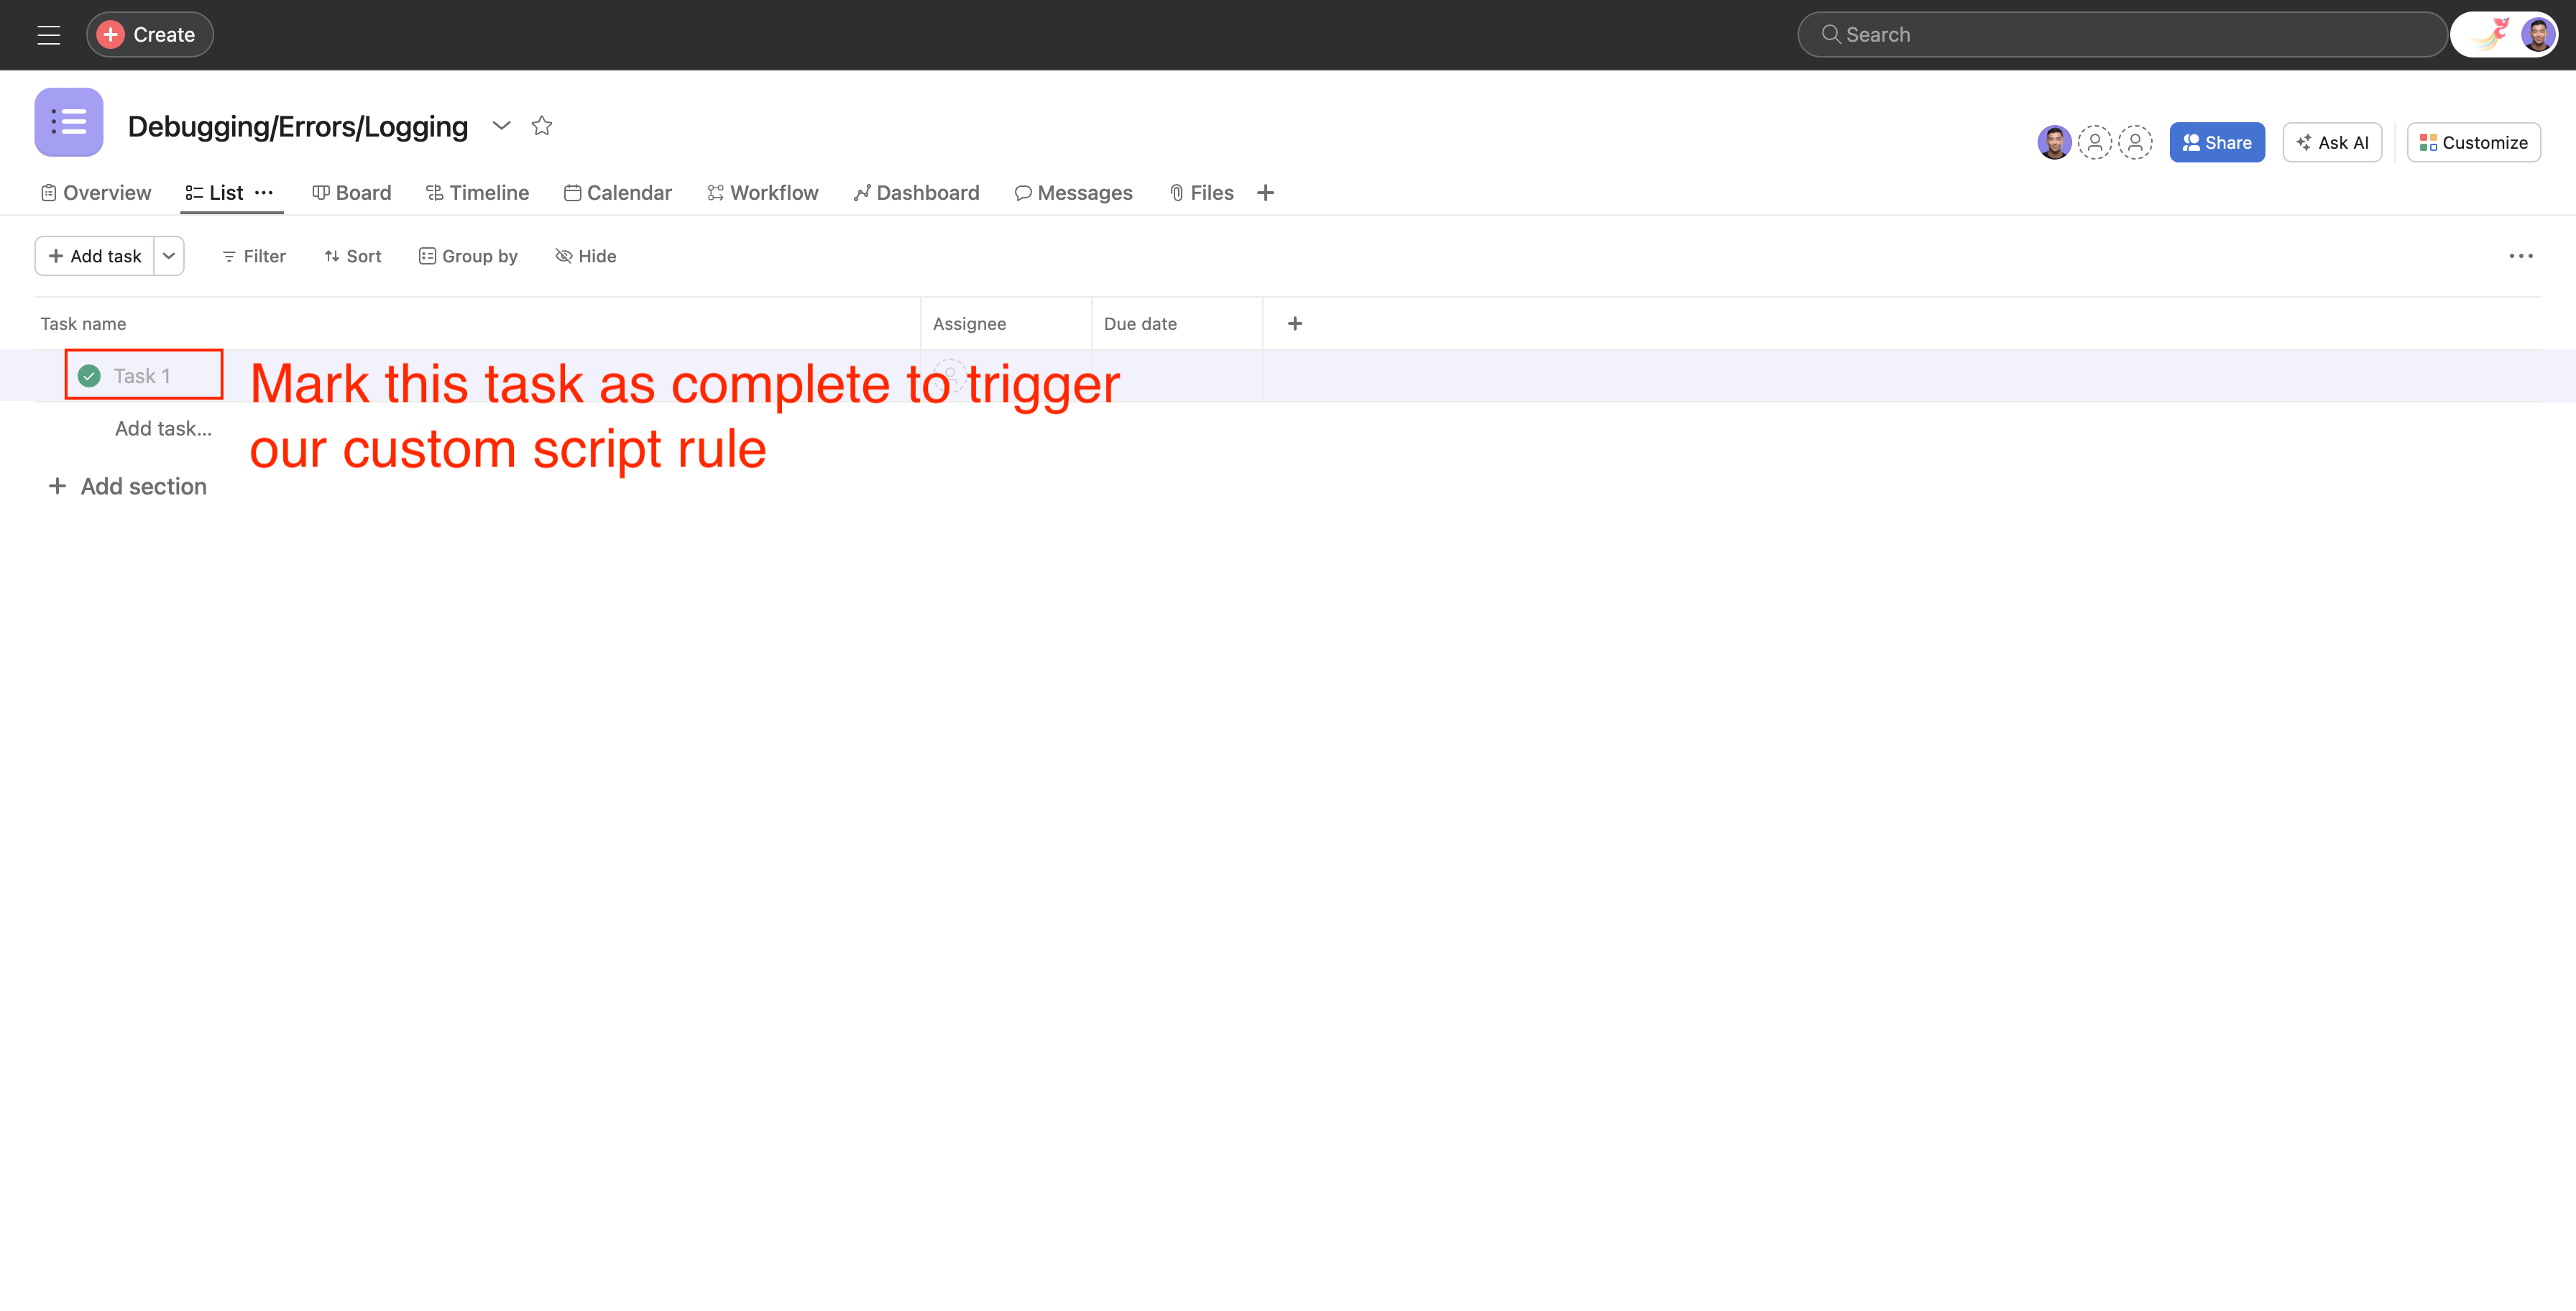 Create
Search
Debugging/Errors/Logging
Share
Ask AI
Customize
Overview
List
Board
Timeline
Calendar
Workflow
Dashboard
Messages
Files
Add task
Filter
Sort
Group by
Hide
Task name
Assignee
Due date
Task 1
Mark this task as complete to trigger
our custom script rule
Add task...
Add section